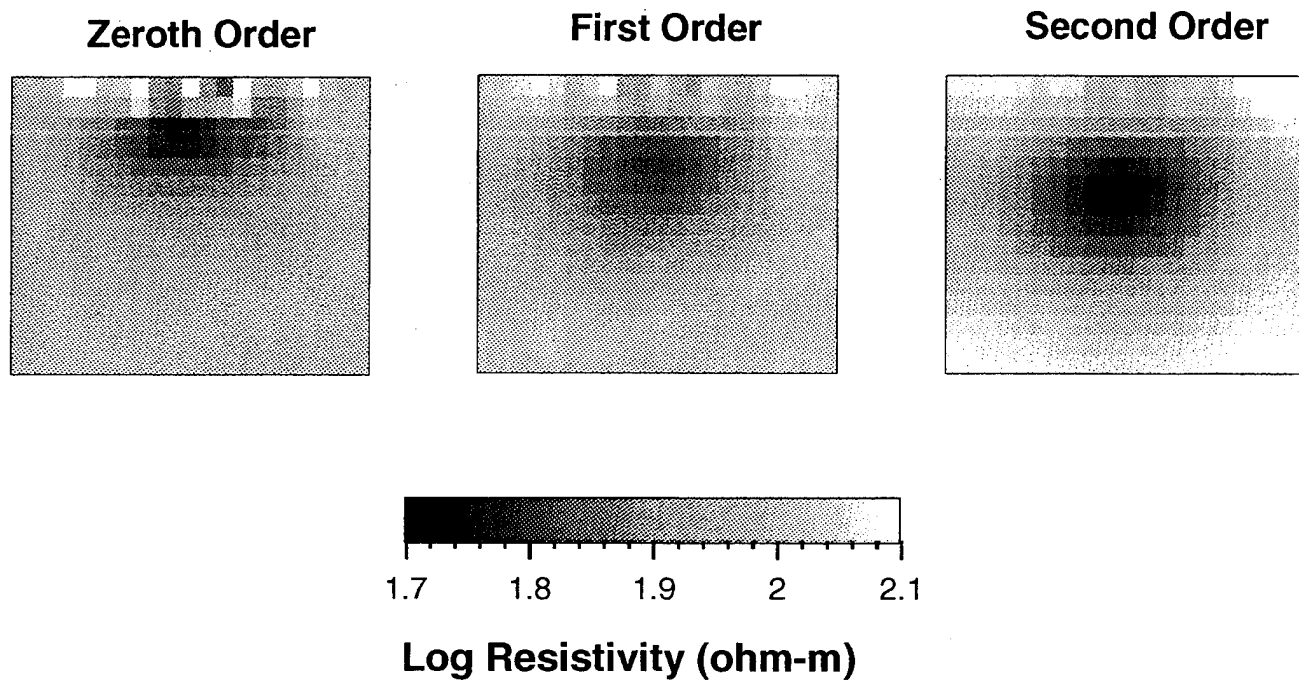 Zeroth Order
First Order
Second Order
1.7 1.8 1.9 2 2.1
Log Resistivity (ohm-m)